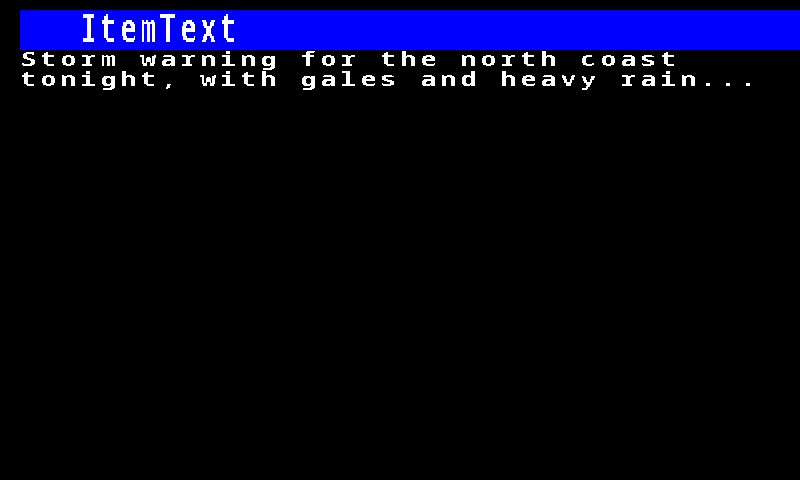 ItemText
Storm warning for the north coast
tonight, with gales and heavy rain...